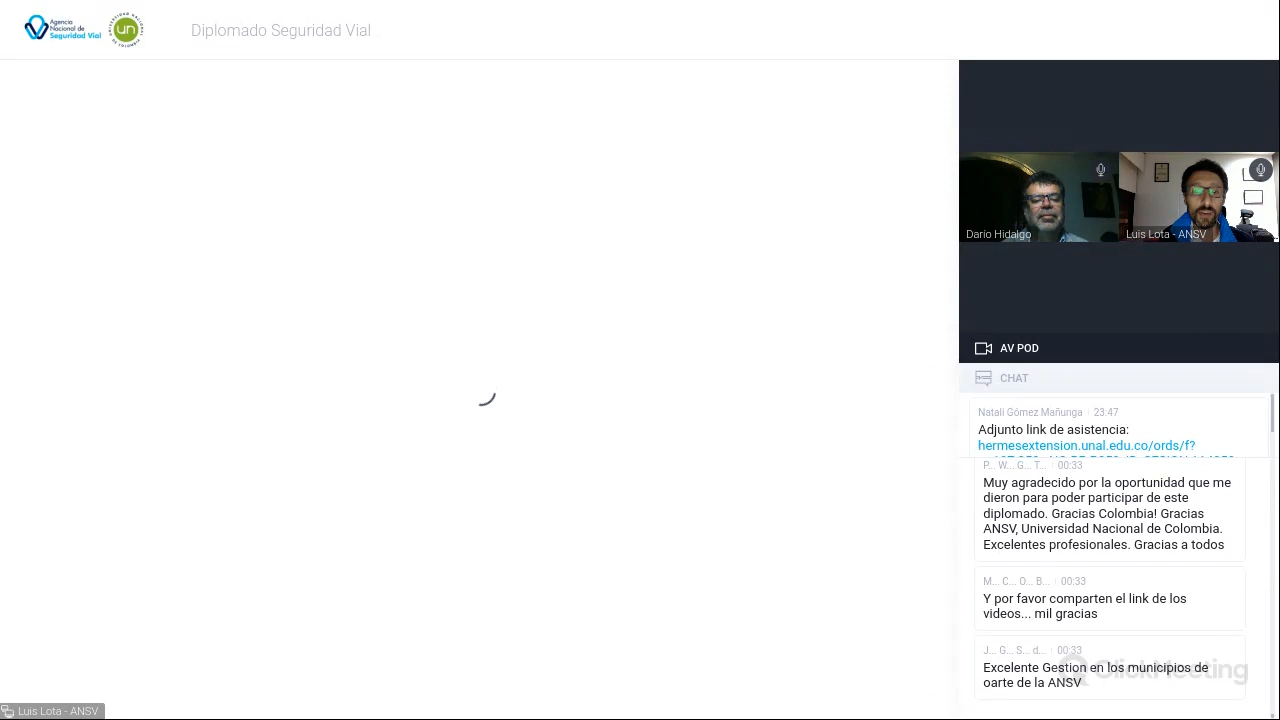 Agencia
Nacional de
Seguridad Vial
un
Diplomado Seguridad Vial
Darío Hidalgo
Luis Lota - ANSV
AV POD
CHAT
Natali Gómez Mañunga 23:47
Adjunto link de asistencia:
hermesextension.unal.edu.co/ords/f?
P... W... G... T... 00:33
Muy agradecido por la oportunidad que me
dieron para poder participar de este
diplomado. Gracias Colombia! Gracias
ANSV, Universidad Nacional de Colombia.
Excelentes profesionales. Gracias a todos
M... C... O... B... 00:33
Y por favor comparten el link de los
videos... mil gracias
J... G... S... d... 00:33
Excelente Gestion en los municipios de
oarte de la ANSV
ClickMeeting
Luis Lota - ANSV